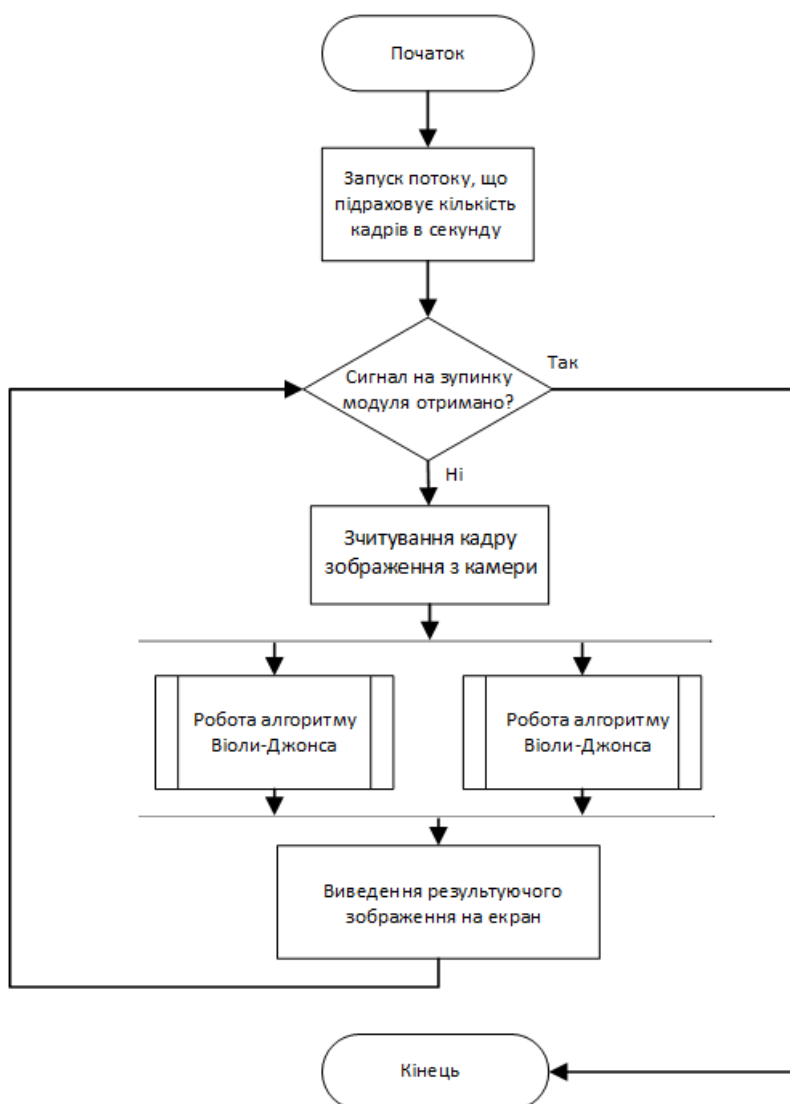 Початок
Запуск потоку, що
підраховує кількість
кадрів в секунду
Так
Сигнал на зупинку
модуля отримано?
Ні
Зчитування кадру
зображення з камери
Робота алгоритму
Віоли-Джонса
Робота алгоритму
Віоли-Джонса
Виведення результуючого
зображення на екран
Кінець